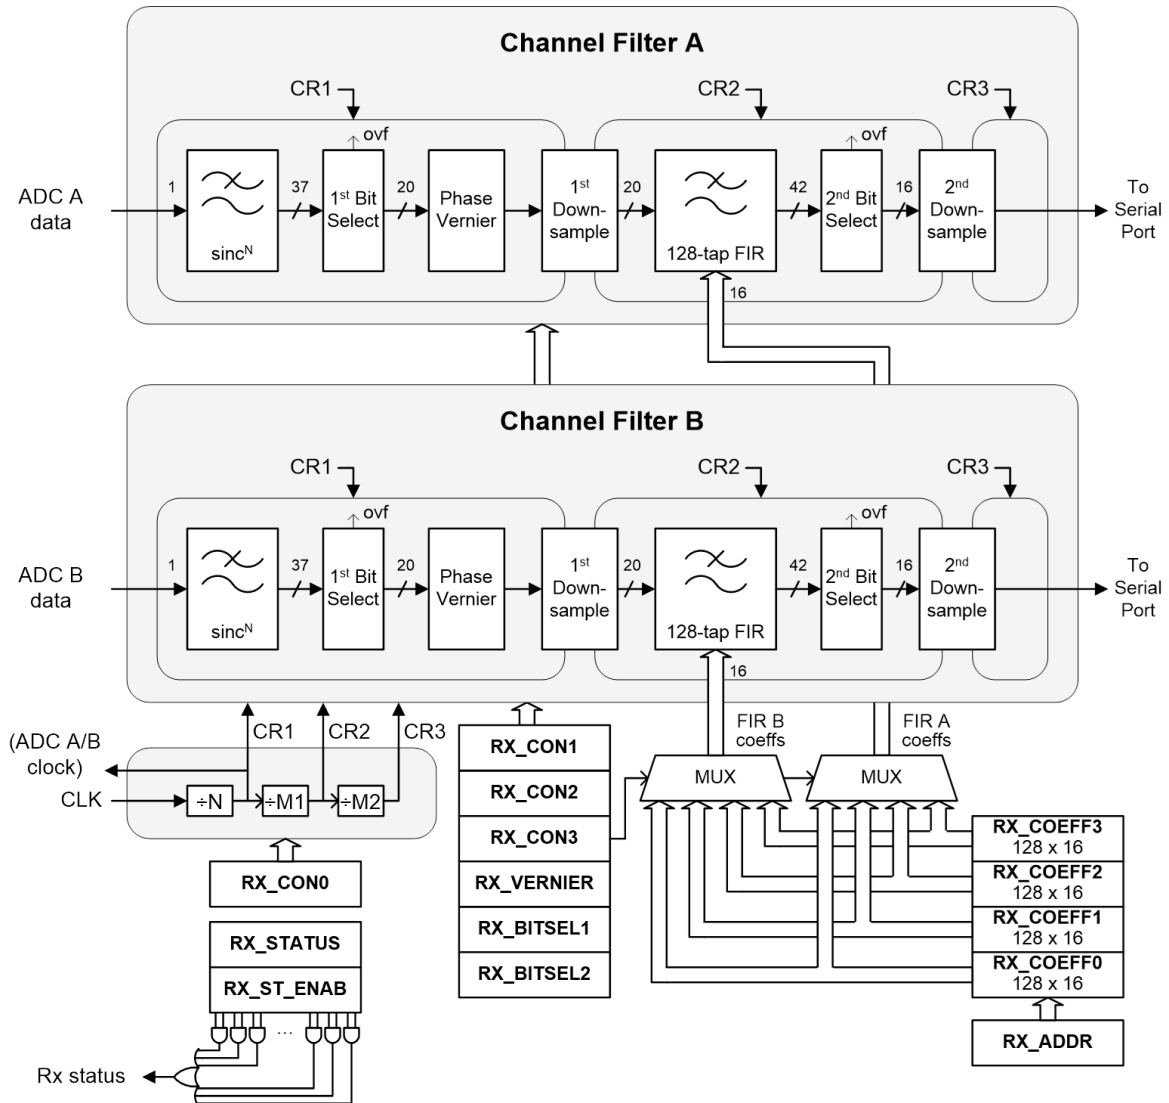 Channel Filter A
CR1
CR2
CR3
ovf
ovf
ADC A
data
1
sincᴺ
37
1st Bit
Select
20
Phase
Vernier
1st
Down-
sample
20
128-tap FIR
16
42
2nd Bit
Select
16
2nd
Down-
sample
To
Serial
Port
Channel Filter B
CR1
CR2
CR3
ovf
ovf
ADC B
data
1
sincᴺ
37
1st Bit
Select
20
Phase
Vernier
1st
Down-
sample
20
128-tap FIR
16
42
2nd Bit
Select
16
2nd
Down-
sample
To
Serial
Port
(ADC A/B
clock)
CR1
CR2
CR3
CLK
÷N
÷M1
÷M2
RX_CON0
RX_STATUS
RX_ST_ENAB
...
Rx status
RX_CON1
RX_CON2
RX_CON3
RX_VERNIER
RX_BITSEL1
RX_BITSEL2
FIR B
coeffs
FIR A
coeffs
MUX
MUX
RX_COEFF3
128 x 16
RX_COEFF2
128 x 16
RX_COEFF1
128 x 16
RX_COEFF0
128 x 16
RX_ADDR